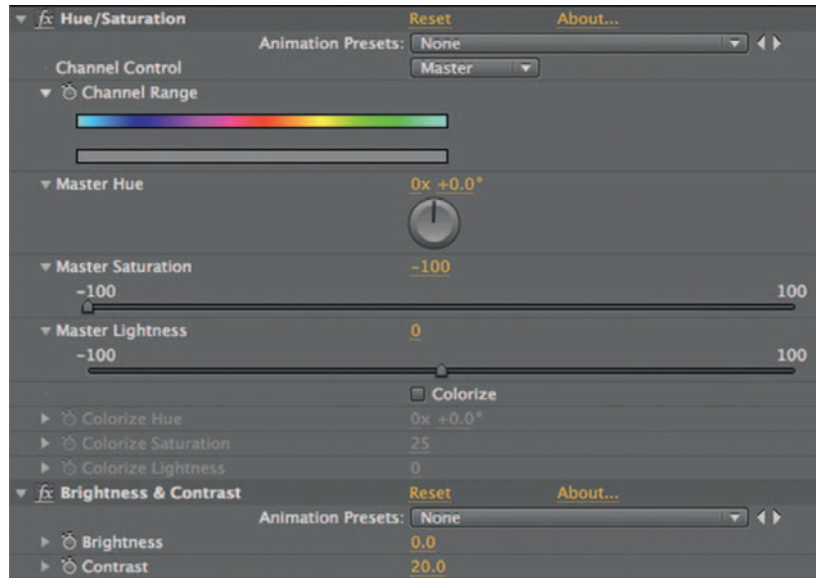 fx Hue/Saturation Reset About...
Animation Presets: None
Channel Control Master
Channel Range
Master Hue 0x +0.0°
Master Saturation -100
-100 100
Master Lightness 0
-100 100
Colorize
Colorize Hue 0x +0.0°
Colorize Saturation 25
Colorize Lightness 0
fx Brightness & Contrast Reset About...
Animation Presets: None
Brightness 0.0
Contrast 20.0